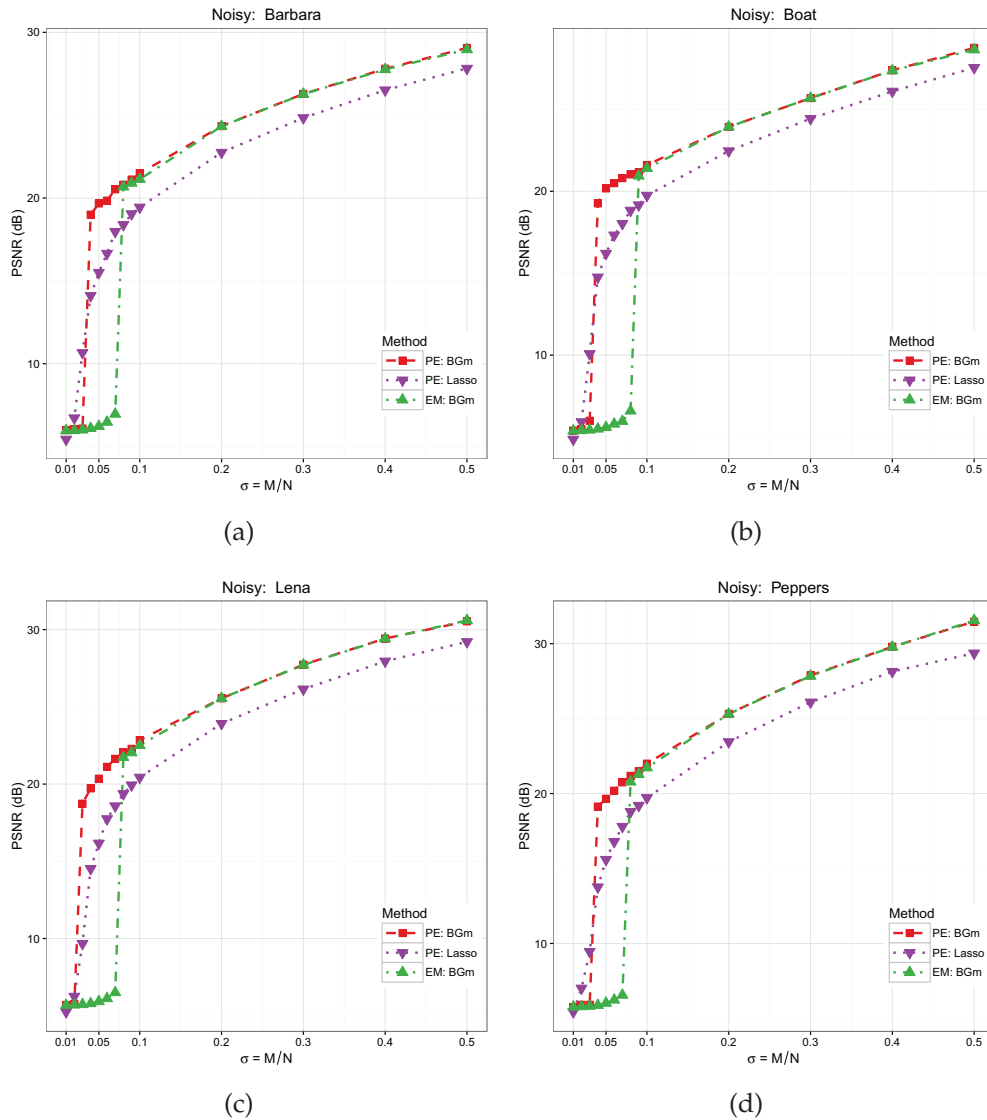 Noisy: Barbara
30
20
10
PSNR (dB)
Method
PE: BGm
PE: Lasso
EM: BGm
0.01 0.05 0.1 0.2 0.3 0.4 0.5
σ = M/N
(a)
Noisy: Boat
20
10
PSNR (dB)
Method
PE: BGm
PE: Lasso
EM: BGm
0.01 0.05 0.1 0.2 0.3 0.4 0.5
σ = M/N
(b)
Noisy: Lena
30
20
10
PSNR (dB)
Method
PE: BGm
PE: Lasso
EM: BGm
0.01 0.05 0.1 0.2 0.3 0.4 0.5
σ = M/N
(c)
Noisy: Peppers
30
20
10
PSNR (dB)
Method
PE: BGm
PE: Lasso
EM: BGm
0.01 0.05 0.1 0.2 0.3 0.4 0.5
σ = M/N
(d)